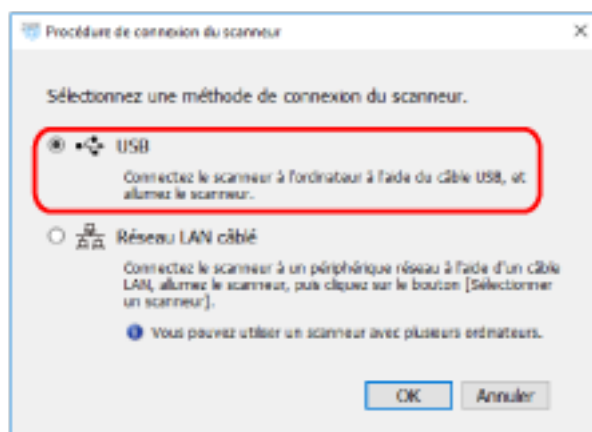 Procédure de connexion du scanneur
Sélectionnez une méthode de connexion du scanneur.
USB
Connectez le scanneur à l'ordinateur à l'aide du câble USB, et
allumez le scanneur.
Réseau LAN câblé
Connectez le scanneur à un périphérique réseau à l'aide d'un câble
LAN, allumez le scanneur, puis cliquez sur le bouton [Sélectionner
un scanneur].
Vous pouvez utiliser un scanneur avec plusieurs ordinateurs.
OK
Annuler